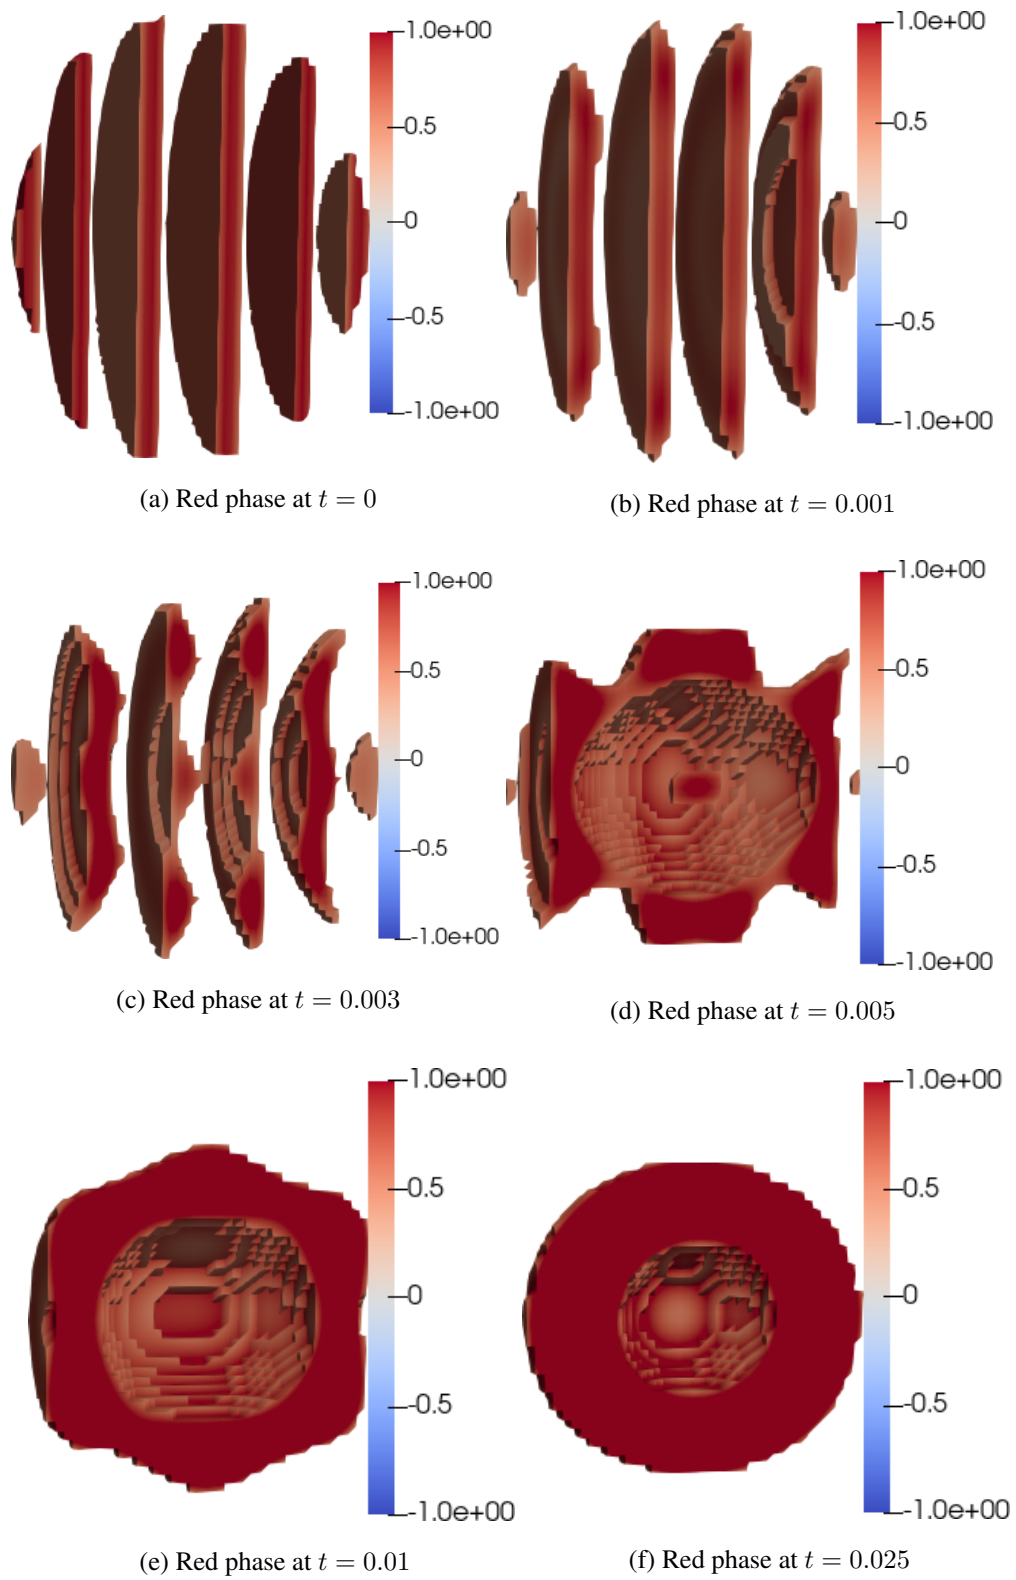 1.0e+00
0.5
0
-0.5
-1.0e+00
(a) Red phase at t = 0
1.0e+00
0.5
0
-0.5
-1.0e+00
(b) Red phase at t = 0.001
1.0e+00
0.5
0
-0.5
-1.0e+00
(c) Red phase at t = 0.003
1.0e+00
0.5
0
-0.5
-1.0e+00
(d) Red phase at t = 0.005
1.0e+00
0.5
0
-0.5
-1.0e+00
(e) Red phase at t = 0.01
1.0e+00
0.5
0
-0.5
-1.0e+00
(f) Red phase at t = 0.025